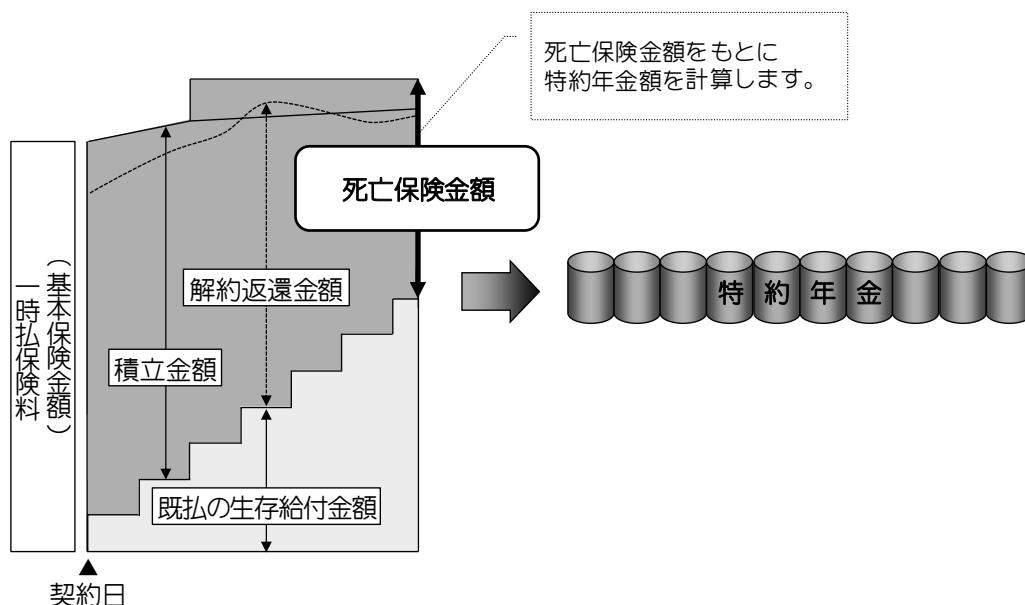 死亡保険金額をもとに
特約年金額を計算します。
一時払保険料
(基本保険金額)
死亡保険金額
解約返還金額
積立金額
既払の生存給付金額
特約年金
▲
契約日